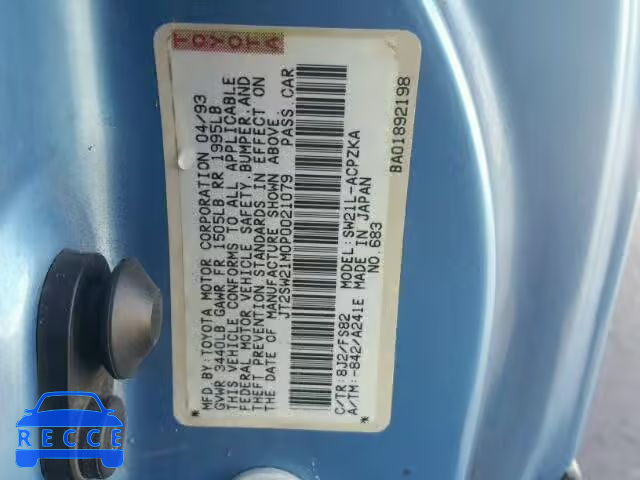 TOYOTA
MFD. BY: TOYOTA MOTOR CORPORATION 04/93
GVWR 3440LB GAWR FR 1505LB RR 1995LB
THIS VEHICLE CONFORMS TO ALL APPLICABLE
FEDERAL MOTOR VEHICLE SAFETY,BUMPER,AND
THEFT PREVENTION STANDARDS IN EFFECT ON
THE DATE OF MANUFACTURE SHOWN ABOVE.
JT2SW21M0P0021079 PASS.CAR
C/TR:8J2/FS82 MODEL:SW21L-ACPZKA
A/TM:-842/A241E MADE IN JAPAN
NO.683
BA01892198
RECCE